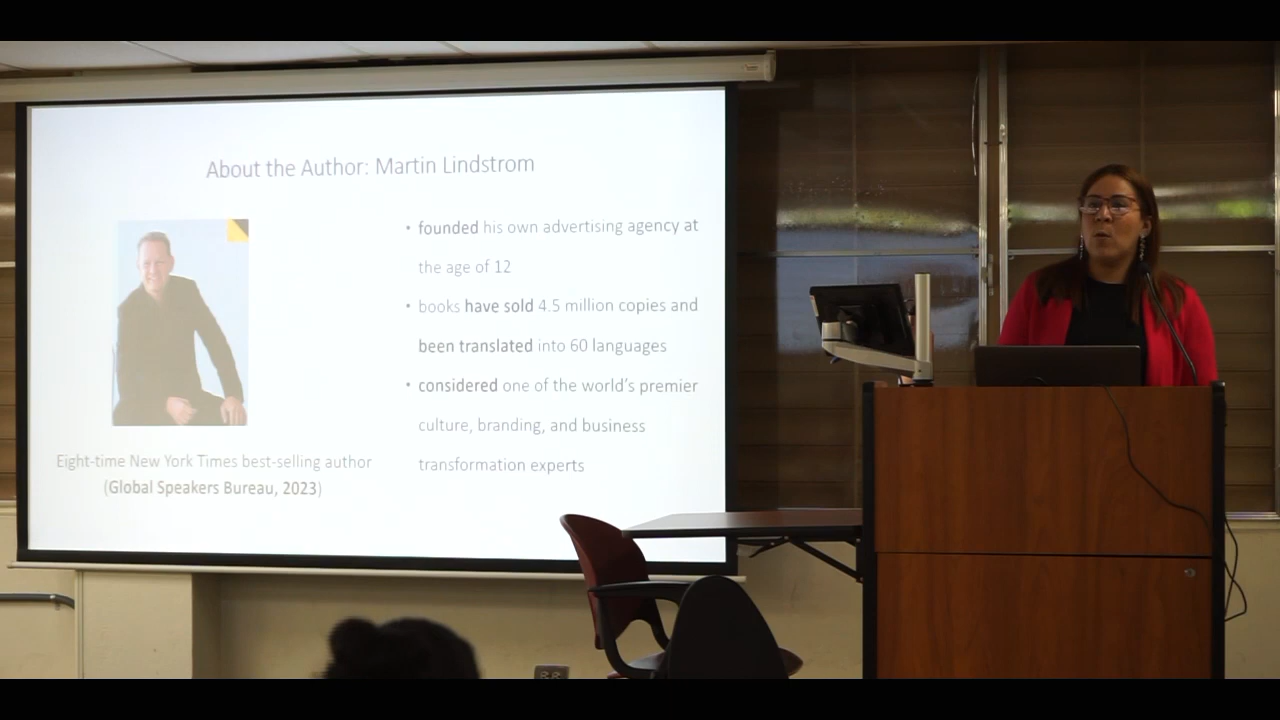 About the Author: Martin Lindstrom
• founded his own advertising agency at
the age of 12
• books have sold 4.5 million copies and
been translated into 60 languages
• considered one of the world's premier
culture, branding, and business
transformation experts
Eight-time New York Times best-selling author
(Global Speakers Bureau, 2023)